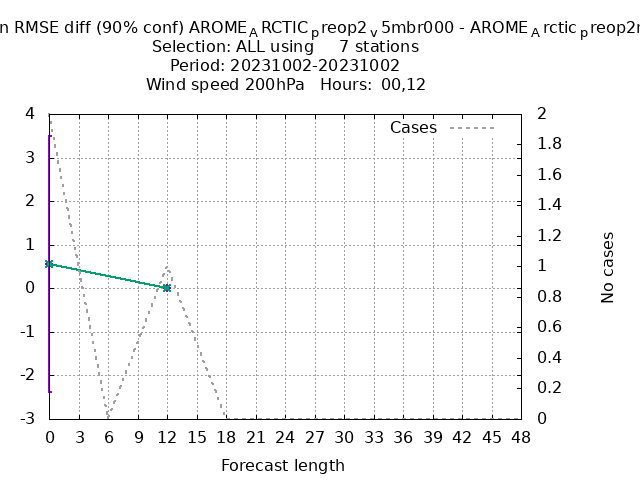 n RMSE diff (90% conf) AROME_ARCTIC_preop2_v5mbr000 - AROME_Arctic_preop2r
Selection: ALL using 7 stations
Period: 20231002-20231002
Wind speed 200hPa Hours: 00,12
Cases
4
3
2
1
0
-1
-2
-3
2
1.8
1.6
1.4
1.2
1
0.8
0.6
0.4
0.2
0
No cases
0 3 6 9 12 15 18 21 24 27 30 33 36 39 42 45 48
Forecast length